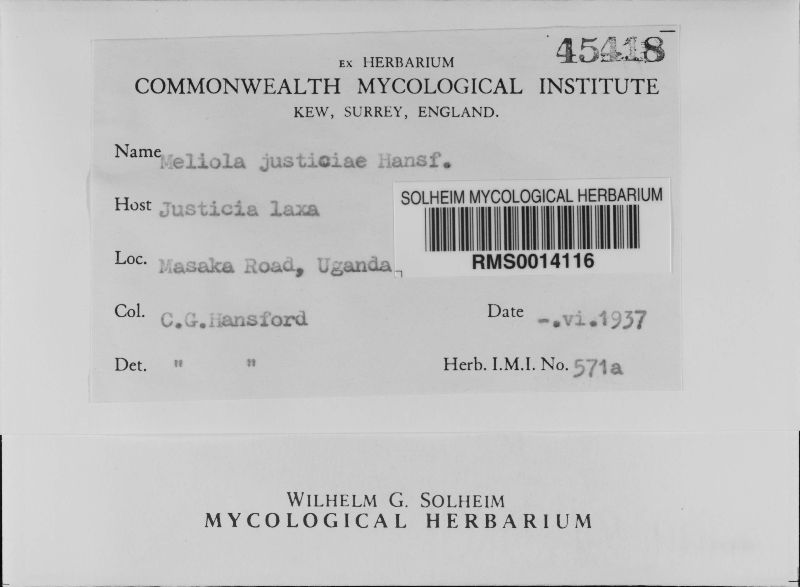 45418
EX HERBARIUM
COMMONWEALTH MYCOLOGICAL INSTITUTE
KEW, SURREY, ENGLAND.
Name Meliola justiciae Hansf.
Host Justicia laxa
SOLHEIM MYCOLOGICAL HERBARIUM
RMS0014116
Loc. Masaka Road, Uganda
Col. C.G.Hansford Date -.vi.1937
Det. " " Herb. I.M.I. No. 571a
WILHELM G. SOLHEIM
MYCOLOGICAL HERBARIUM